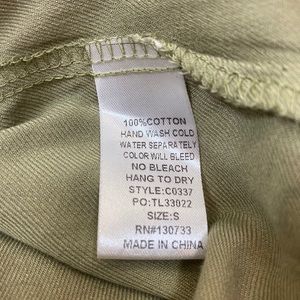 100%COTTON
HAND WASH COLD
WATER SEPARATELY
COLOR WILL BLEED
NO BLEACH
HANG TO DRY
STYLE:C0337
PO:TL33022
SIZE:S
RN#130733
MADE IN CHINA